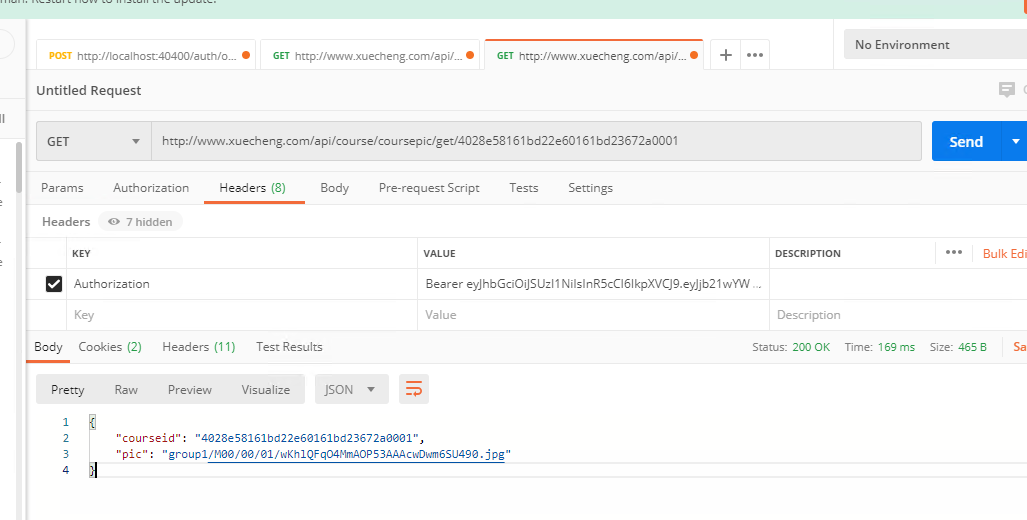 man. Restart now to install the update.
POST http://localhost:40400/auth/o...
GET http://www.xuecheng.com/api/...
GET http://www.xuecheng.com/api/...
No Environment
Untitled Request
GET
http://www.xuecheng.com/api/course/coursepic/get/4028e58161bd22e60161bd23672a0001
Send
Params Authorization Headers (8) Body Pre-request Script Tests Settings
Headers 7 hidden
KEY VALUE DESCRIPTION Bulk Edi
Authorization Bearer eyJhbGciOiJSUzI1NiIsInR5cCI6IkpXVCJ9.eyJjb21wYW ...
Key Value Description
Body Cookies (2) Headers (11) Test Results Status: 200 OK Time: 169 ms Size: 465 B Sa
Pretty Raw Preview Visualize JSON
1 {
2 "courseid": "4028e58161bd22e60161bd23672a0001",
3 "pic": "group1/M00/00/01/wKhlQFqO4MmAOP53AAAcwDwm6SU490.jpg"
4 }